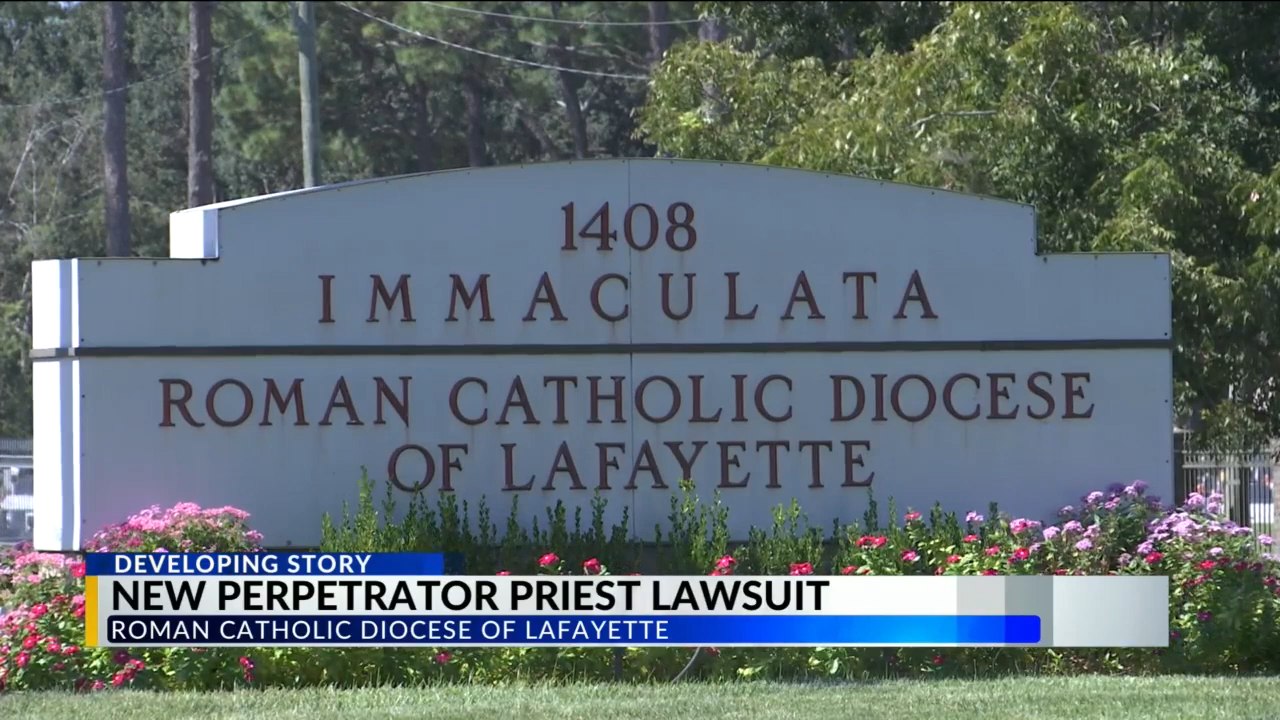 1408
IMMACULATA
ROMAN CATHOLIC DIOCESE
OF LAFAYETTE
DEVELOPING STORY
NEW PERPETRATOR PRIEST LAWSUIT
ROMAN CATHOLIC DIOCESE OF LAFAYETTE